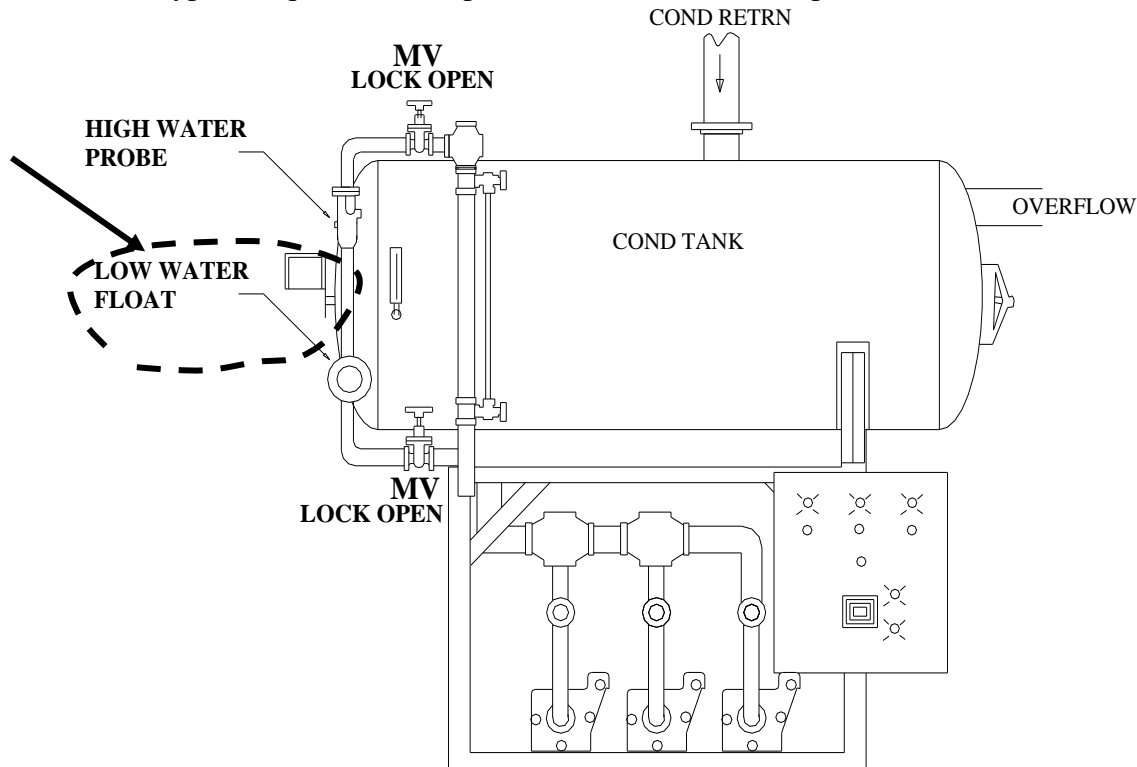 COND RETRN
MV
LOCK OPEN
HIGH WATER
PROBE
OVERFLOW
COND TANK
LOW WATER
FLOAT
MV
LOCK OPEN